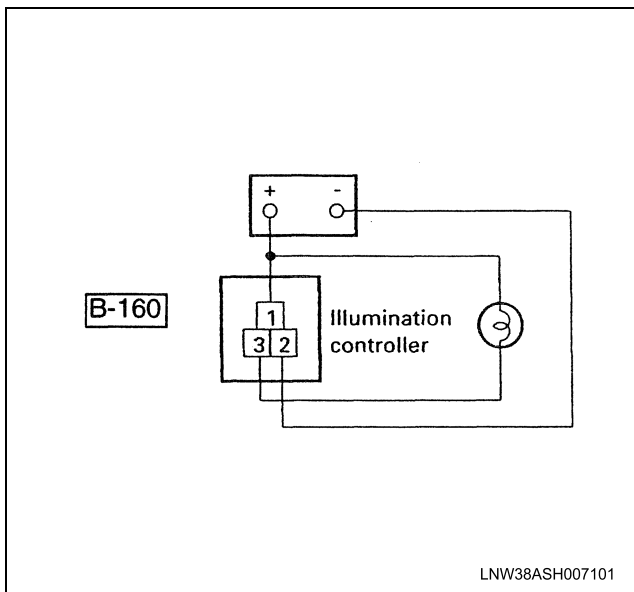 + -
B-160
1
3 2
Illumination
controller
LNW38ASH007101